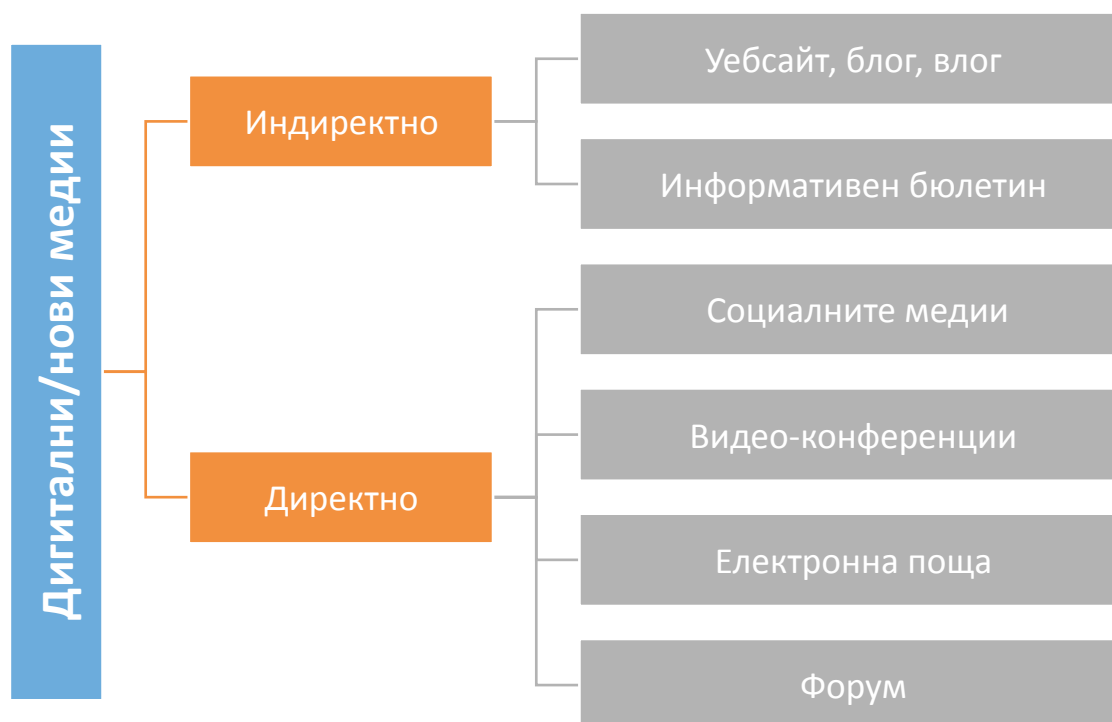 Дигитални/нови медии
Индиректно
Уебсайт, блог, влог
Информативен бюлетин
Директно
Социалните медии
Видео-конференции
Електронна поща
Форум